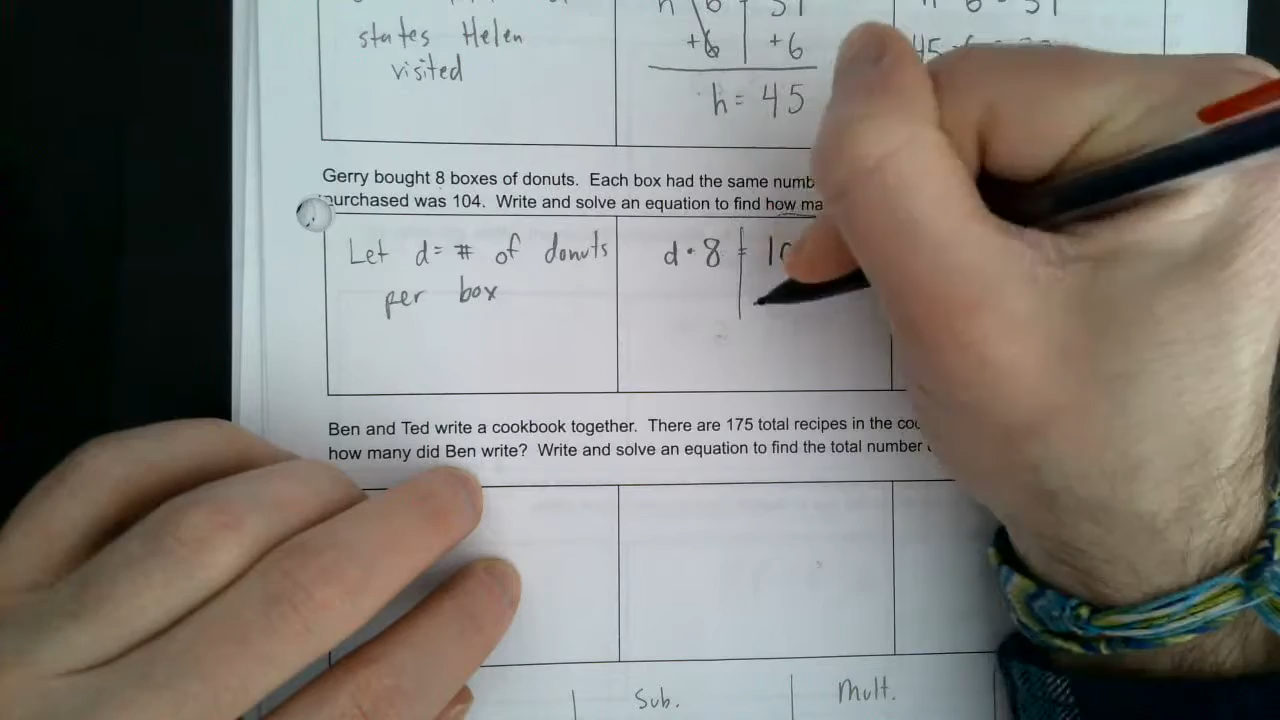 states Helen
visited
+6 +6
h = 45
Gerry bought 8 boxes of donuts. Each box had the same numb
purchased was 104. Write and solve an equation to find how ma
Let d = # of donuts
per box
d · 8 = 10
Ben and Ted write a cookbook together. There are 175 total recipes in the
how many did Ben write? Write and solve an equation to find the total number
Sub.
Mult.